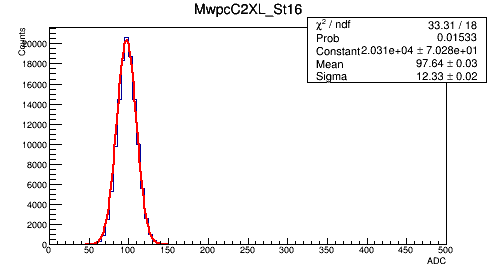 MwpcC2XL_St16
χ² / ndf 33.31 / 18
Prob 0.01533
Constant 2.031e+04 ± 7.028e+01
Mean 97.64 ± 0.03
Sigma 12.33 ± 0.02
Counts
20000
18000
16000
14000
12000
10000
8000
6000
4000
2000
0
0 50 100 150 200 250 300 350 400 450 500
ADC